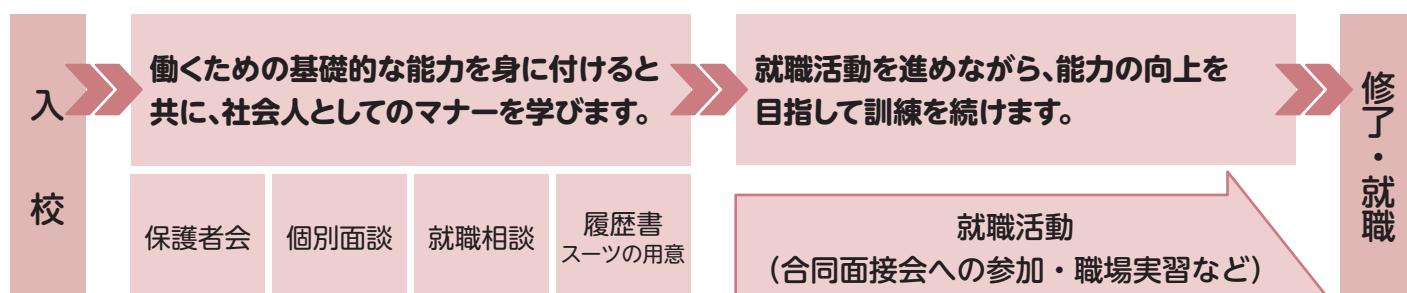 入校
働くための基礎的な能力を身に付けると
共に、社会人としてのマナーを学びます。
保護者会
個別面談
就職相談
履歴書
スーツの用意
就職活動を進めながら、能力の向上を
目指して訓練を続けます。
就職活動
（合同面接会への参加・職場実習など）
修了・就職